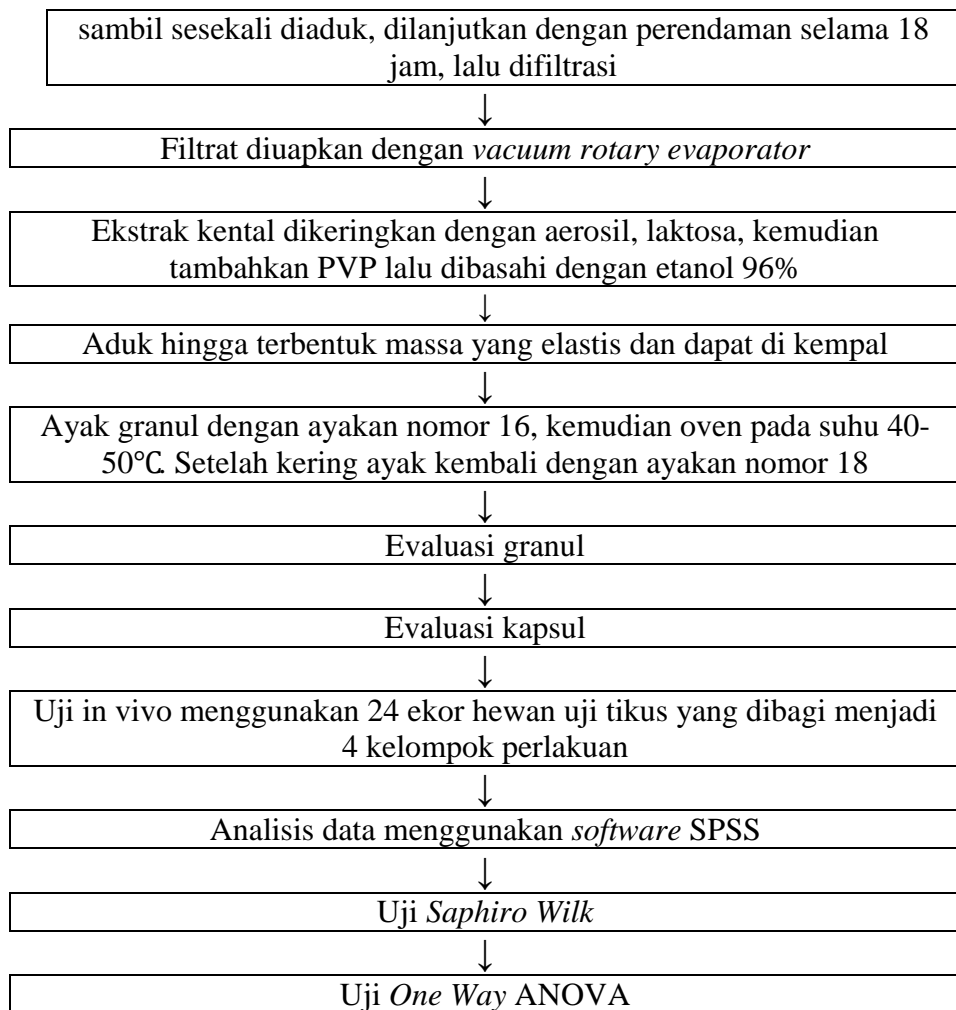 sambil sesekali diaduk, dilanjutkan dengan perendaman selama 18
jam, lalu difiltrasi
↓
Filtrat diuapkan dengan vacuum rotary evaporator
↓
Ekstrak kental dikeringkan dengan aerosil, laktosa, kemudian
tambahkan PVP lalu dibasahi dengan etanol 96%
↓
Aduk hingga terbentuk massa yang elastis dan dapat di kempal
↓
Ayak granul dengan ayakan nomor 16, kemudian oven pada suhu 40-
50℃. Setelah kering ayak kembali dengan ayakan nomor 18
↓
Evaluasi granul
↓
Evaluasi kapsul
↓
Uji in vivo menggunakan 24 ekor hewan uji tikus yang dibagi menjadi
4 kelompok perlakuan
↓
Analisis data menggunakan software SPSS
↓
Uji Saphiro Wilk
↓
Uji One Way ANOVA